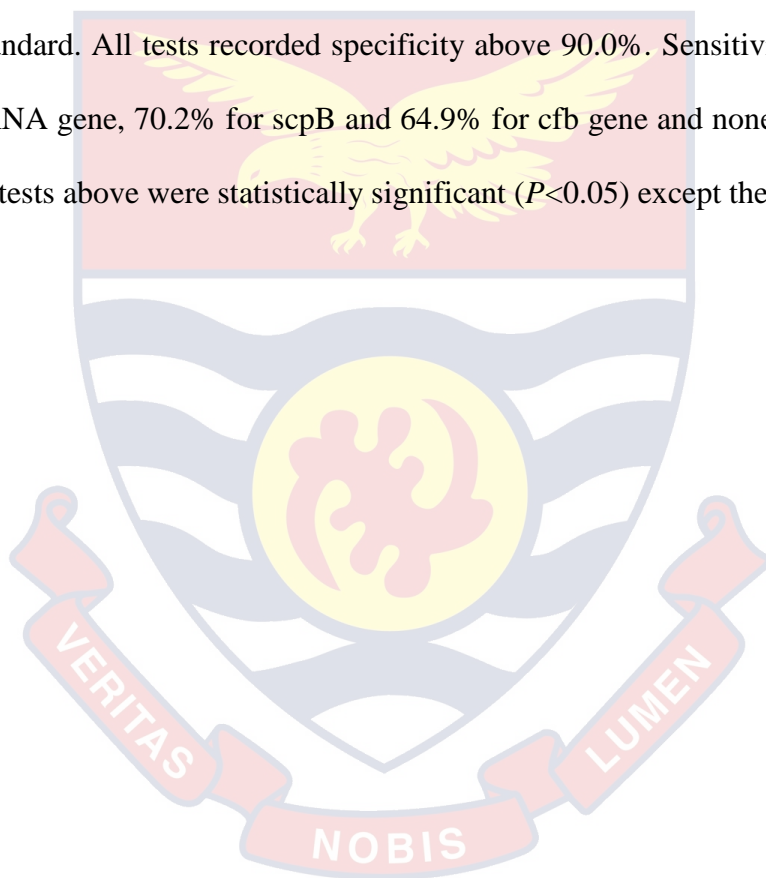 ndard. All tests recorded specificity above 90.0%. Sensitiv
NA gene, 70.2% for scpB and 64.9% for cfb gene and none
tests above were statistically significant (P<0.05) except the
VERITAS
NOBIS
LUMEN